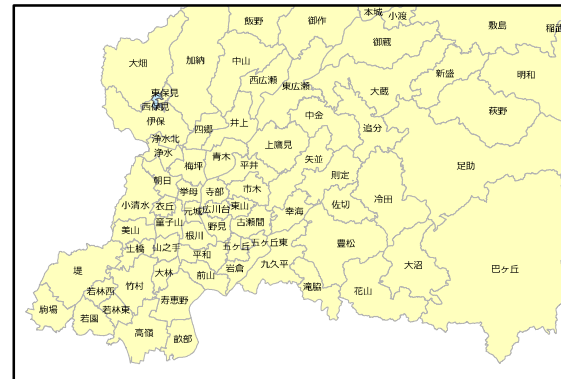 本城
小渡
飯野
御作
敷島
稲武
御蔵
大畑
加納
中山
西広瀬
東広瀬
新盛
明和
大蔵
東保見
西保見
伊保
萩野
中金
追分
四郷
井上
浄水北
浄水
上鷹見
青木
平井
矢並
足助
梅坪
則定
朝日
挙母
寺部
市木
冷田
小清水
衣丘
元城
広川台
東山
幸海
佐切
童子山
野見
古瀬間
美山
根川
土橋
山之手
平和
五ケ丘
五ケ丘東
豊松
堤
大林
前山
岩倉
九久平
大沼
巴ケ丘
竹村
若林西
寿恵野
滝脇
花山
駒場
若園
若林東
高嶺
畝部